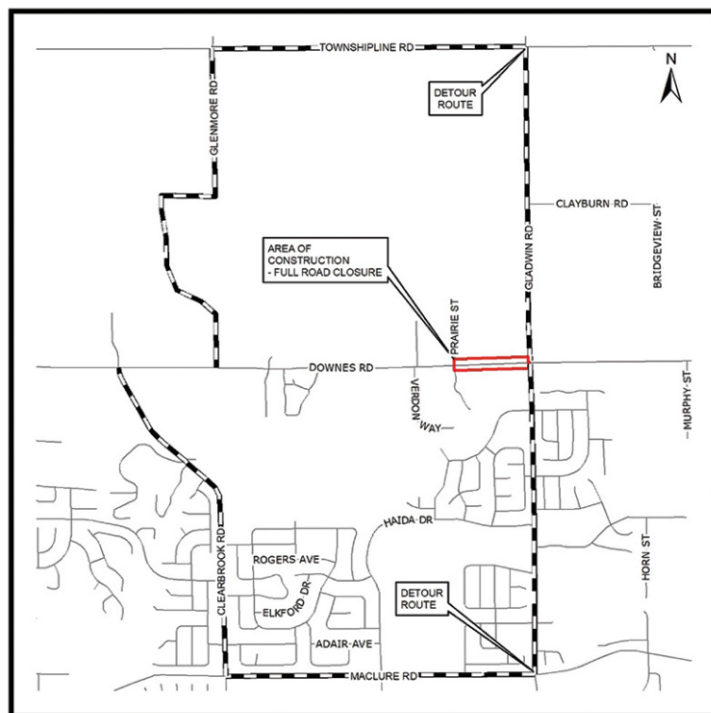 TOWNSHIPLINE RD
N
DETOUR
ROUTE
GLENMORE RD
CLAYBURN RD
BRIDGEVIEW ST
GLADWIN RD
AREA OF
CONSTRUCTION
- FULL ROAD CLOSURE
PRAIRIE ST
DOWNES RD
VERDON
WAY
MURPHY ST
HAIDA DR
CLEARBROOK RD
ROGERS AVE
HORN ST
ELKFORD DR
DETOUR
ROUTE
ADAIR AVE
MACLURE RD